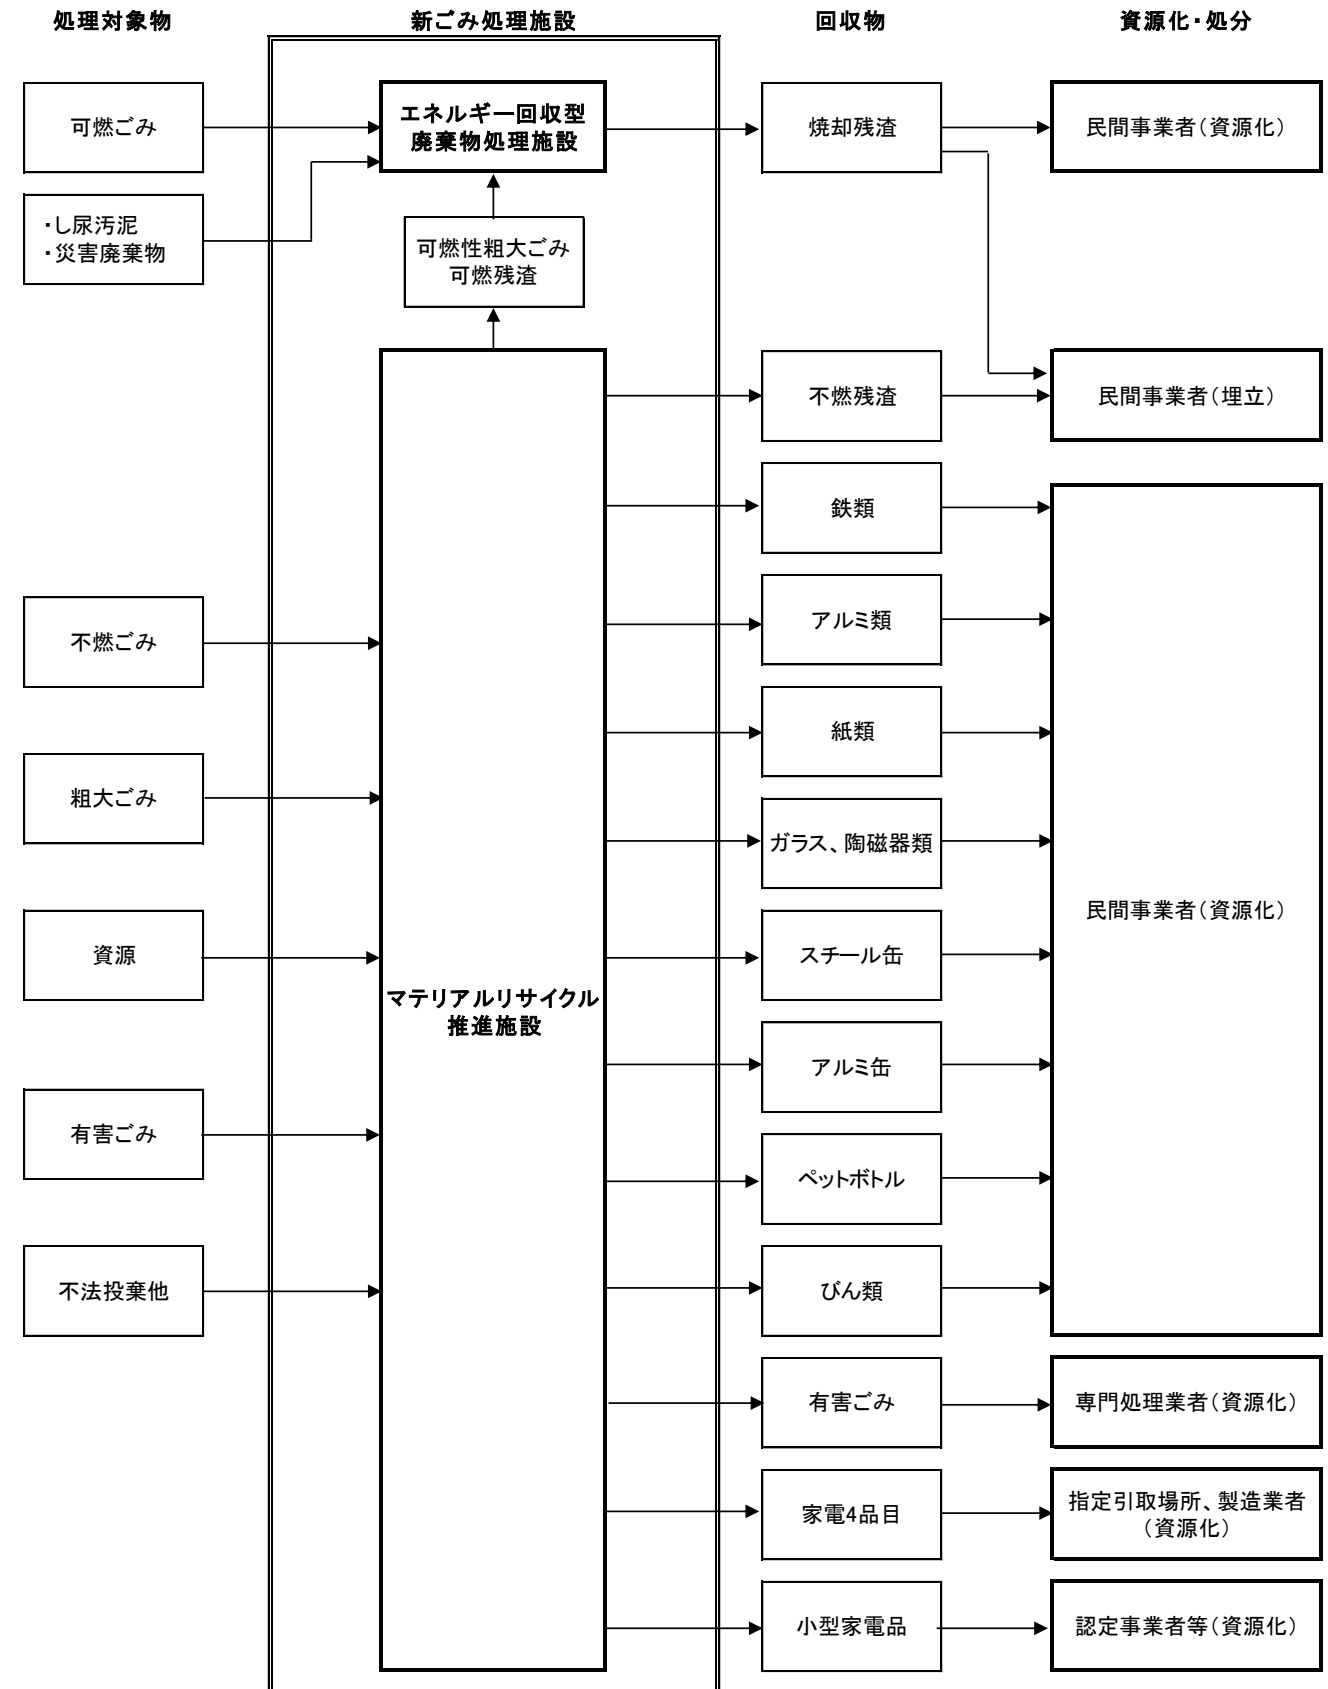 処理対象物
新ごみ処理施設
回収物
資源化・処分
可燃ごみ
エネルギー回収型
廃棄物処理施設
焼却残渣
民間事業者(資源化)
・し尿汚泥
・災害廃棄物
可燃性粗大ごみ
可燃残渣
不燃残渣
民間事業者(埋立)
鉄類
アルミ類
不燃ごみ
紙類
粗大ごみ
ガラス、陶磁器類
民間事業者(資源化)
資源
スチール缶
マテリアルリサイクル
推進施設
アルミ缶
有害ごみ
ペットボトル
不法投棄他
びん類
有害ごみ
専門処理業者(資源化)
家電4品目
指定引取場所、製造業者
(資源化)
小型家電品
認定事業者等(資源化)